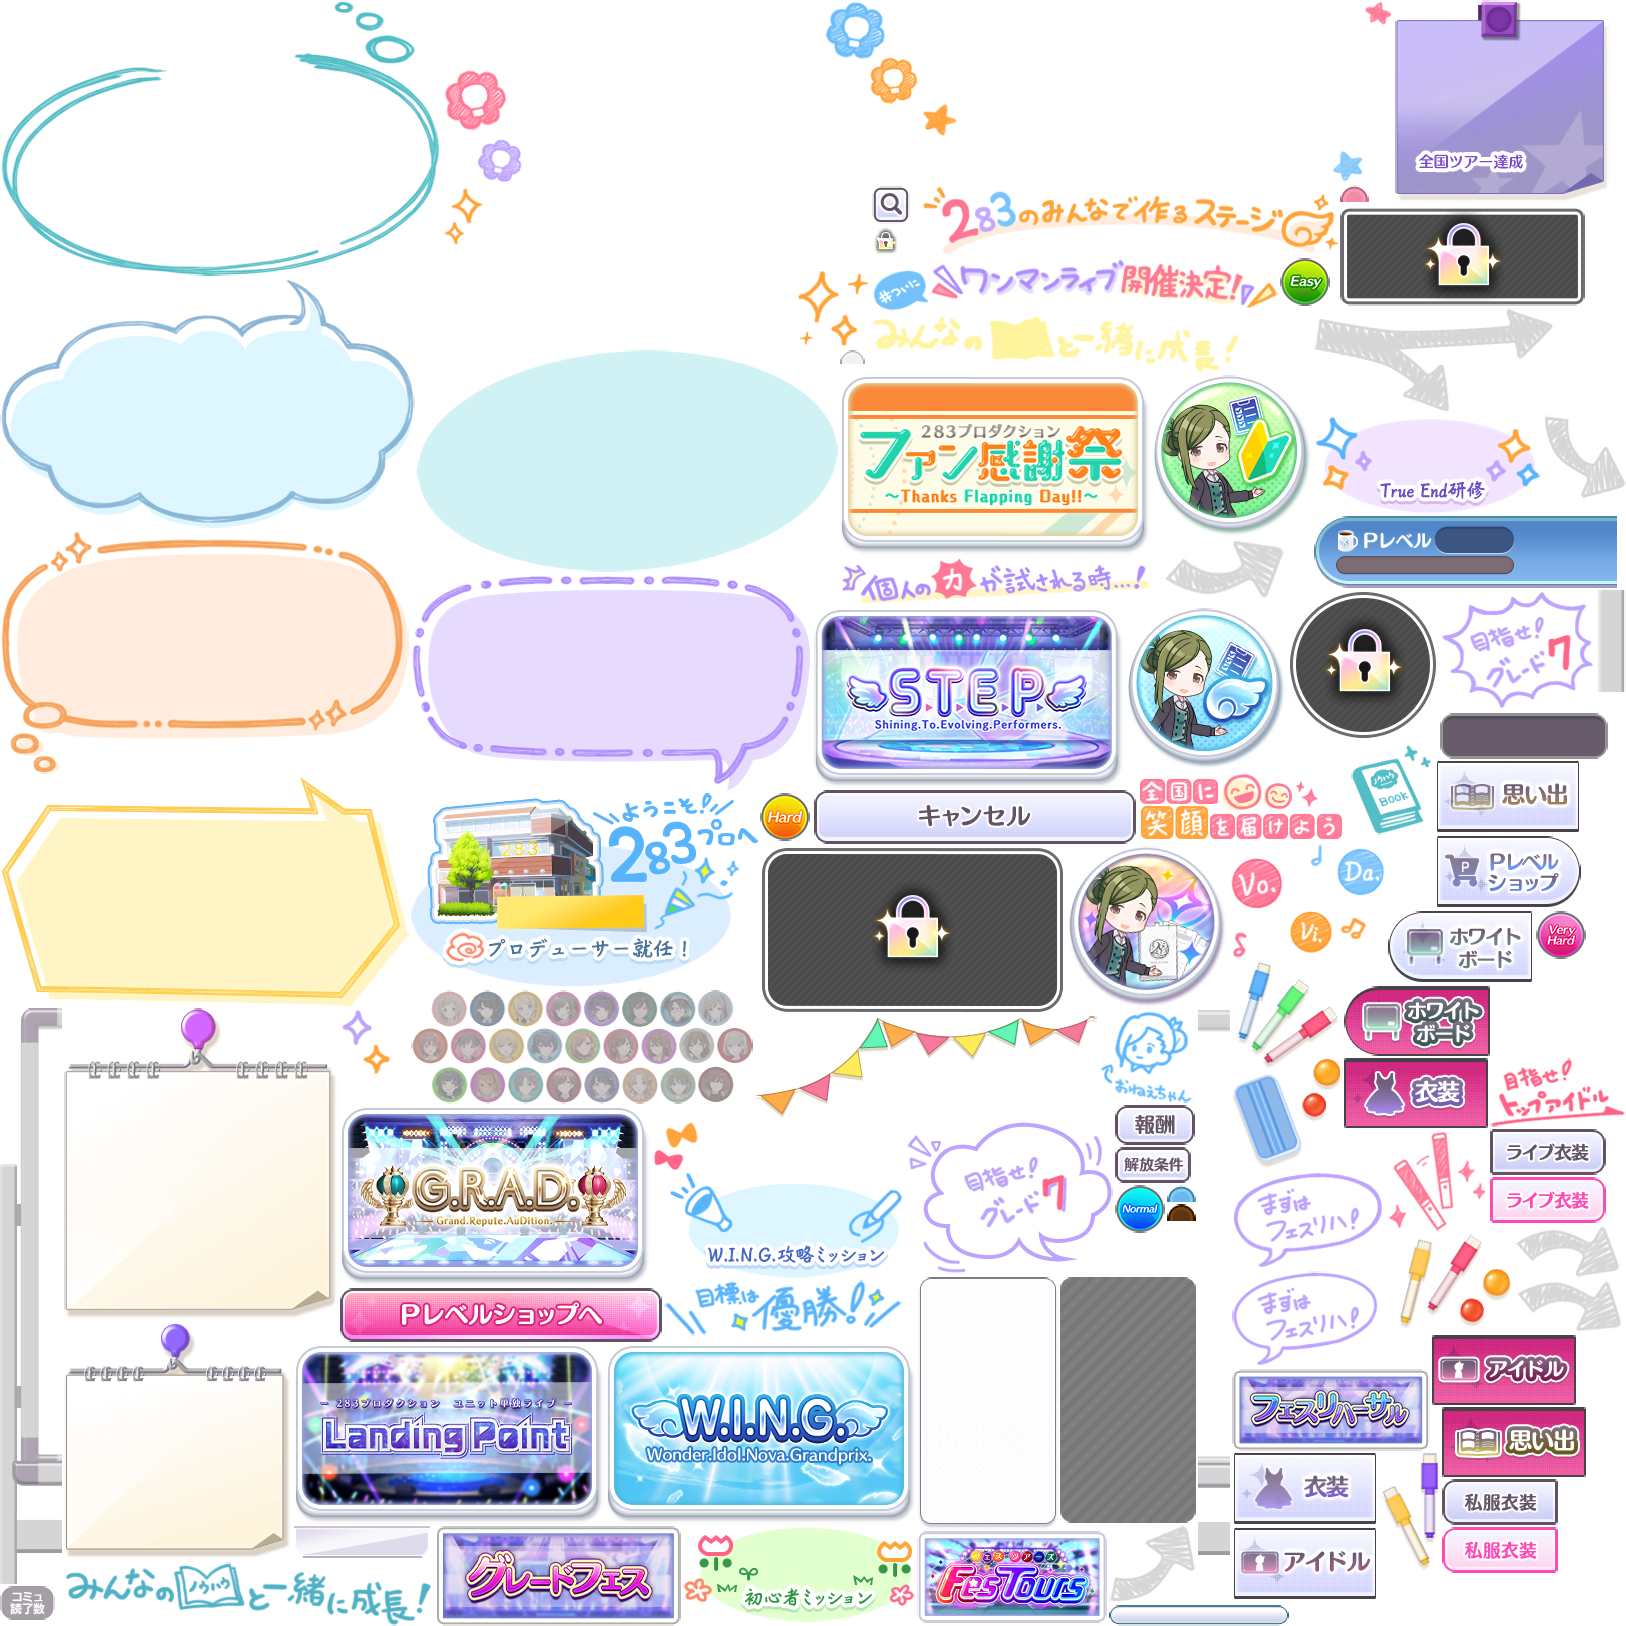 全国ツアー達成
283のみんなで作るステージ
#ついに
ワンマンライブ開催決定!
Easy
みんなの
と一緒に成長!
283プロダクション
ファン感謝祭
~Thanks Flapping Day!!~
True End研修
Pレベル
個人の力が試される時...!
目指せ!
グレード7
S.T.E.P.
Shining.To.Evolving.Performers.
全国に
笑顔を届けよう
ノウハウ
Book
思い出
Hard
キャンセル
ようこそ!
283プロへ
283
プロデューサー就任!
Pレベル
ショップ
P
Vo.
Da.
Vi.
ホワイト
ボード
Very
Hard
ホワイト
ボード
衣装
目指せ!
トップアイドル
おねえちゃん
報酬
解放条件
Normal
目指せ!
グレード7
ライブ衣装
ライブ衣装
まずは
フェスリハ!
まずは
フェスリハ!
G.R.A.D.
Grand.Repute.AuDition.
W.I.N.G.攻略ミッション
目標は優勝!
Pレベルショップへ
283プロダクション ユニット単独ライブ
Landing Point
W.I.N.G.
Wonder.Idol.Nova.Grandprix.
アイドル
フェスリハーサル
思い出
衣装
私服衣装
私服衣装
アイドル
グレードフェス
初心者ミッション
フェスツアーズ
FesTours
みんなのノウハウと一緒に成長!
コミュ
読了数